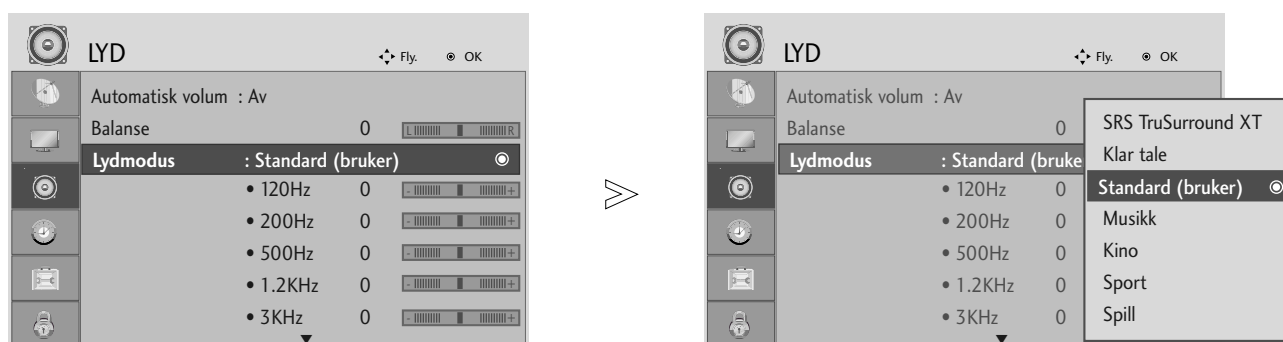 LYD Fly. OK
Automatisk volum : Av
Balanse 0 L R
Lydmodus : Standard (bruker)
• 120Hz 0 - +
• 200Hz 0 - +
• 500Hz 0 - +
• 1.2KHz 0 - +
• 3KHz 0 - +
LYD Fly. OK
Automatisk volum : Av
Balanse 0
Lydmodus : Standard (bruke
• 120Hz 0
• 200Hz 0
• 500Hz 0
• 1.2KHz 0
• 3KHz 0
SRS TruSurround XT
Klar tale
Standard (bruker)
Musikk
Kino
Sport
Spill